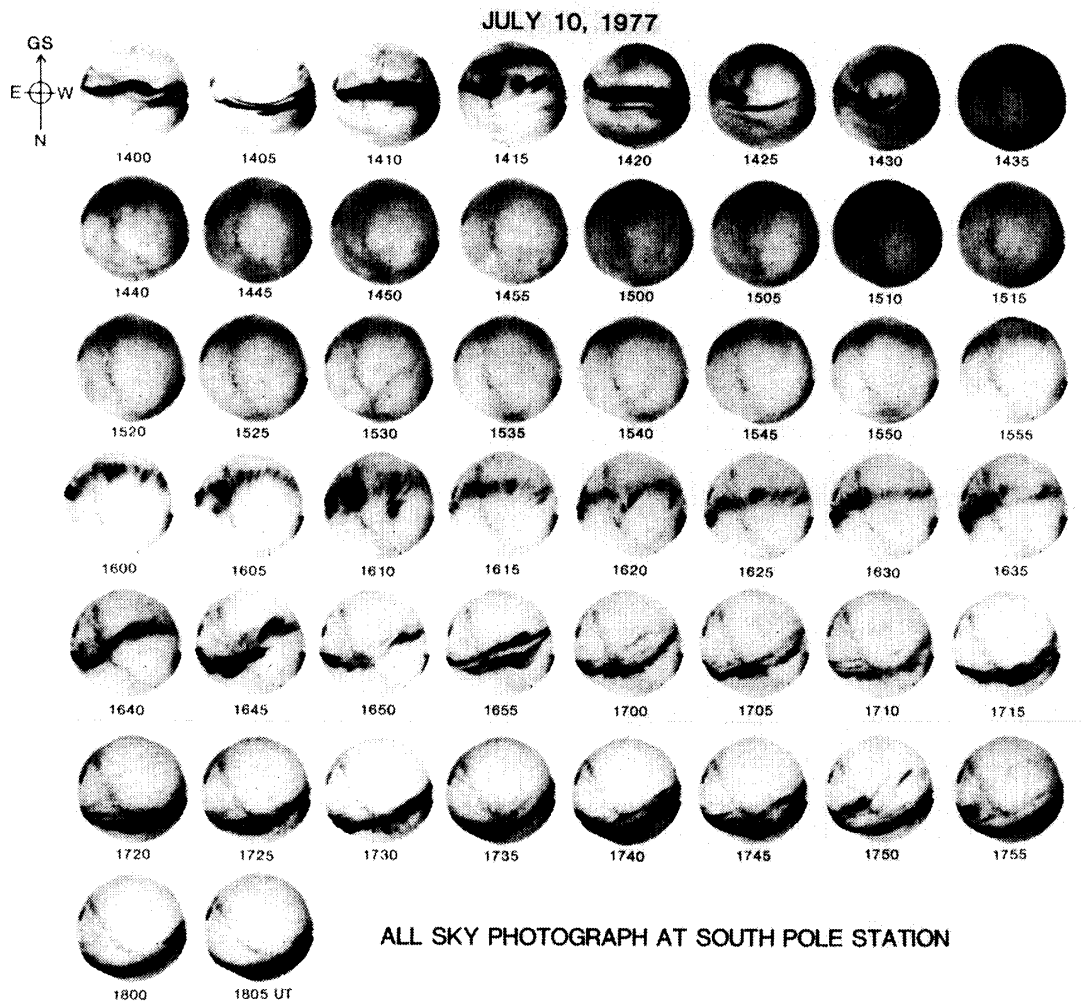 JULY 10, 1977
GS
E W
N
1400 1405 1410 1415 1420 1425 1430 1435
1440 1445 1450 1455 1500 1505 1510 1515
1520 1525 1530 1535 1540 1545 1550 1555
1600 1605 1610 1615 1620 1625 1630 1635
1640 1645 1650 1655 1700 1705 1710 1715
1720 1725 1730 1735 1740 1745 1750 1755
ALL SKY PHOTOGRAPH AT SOUTH POLE STATION
1800 1805 UT